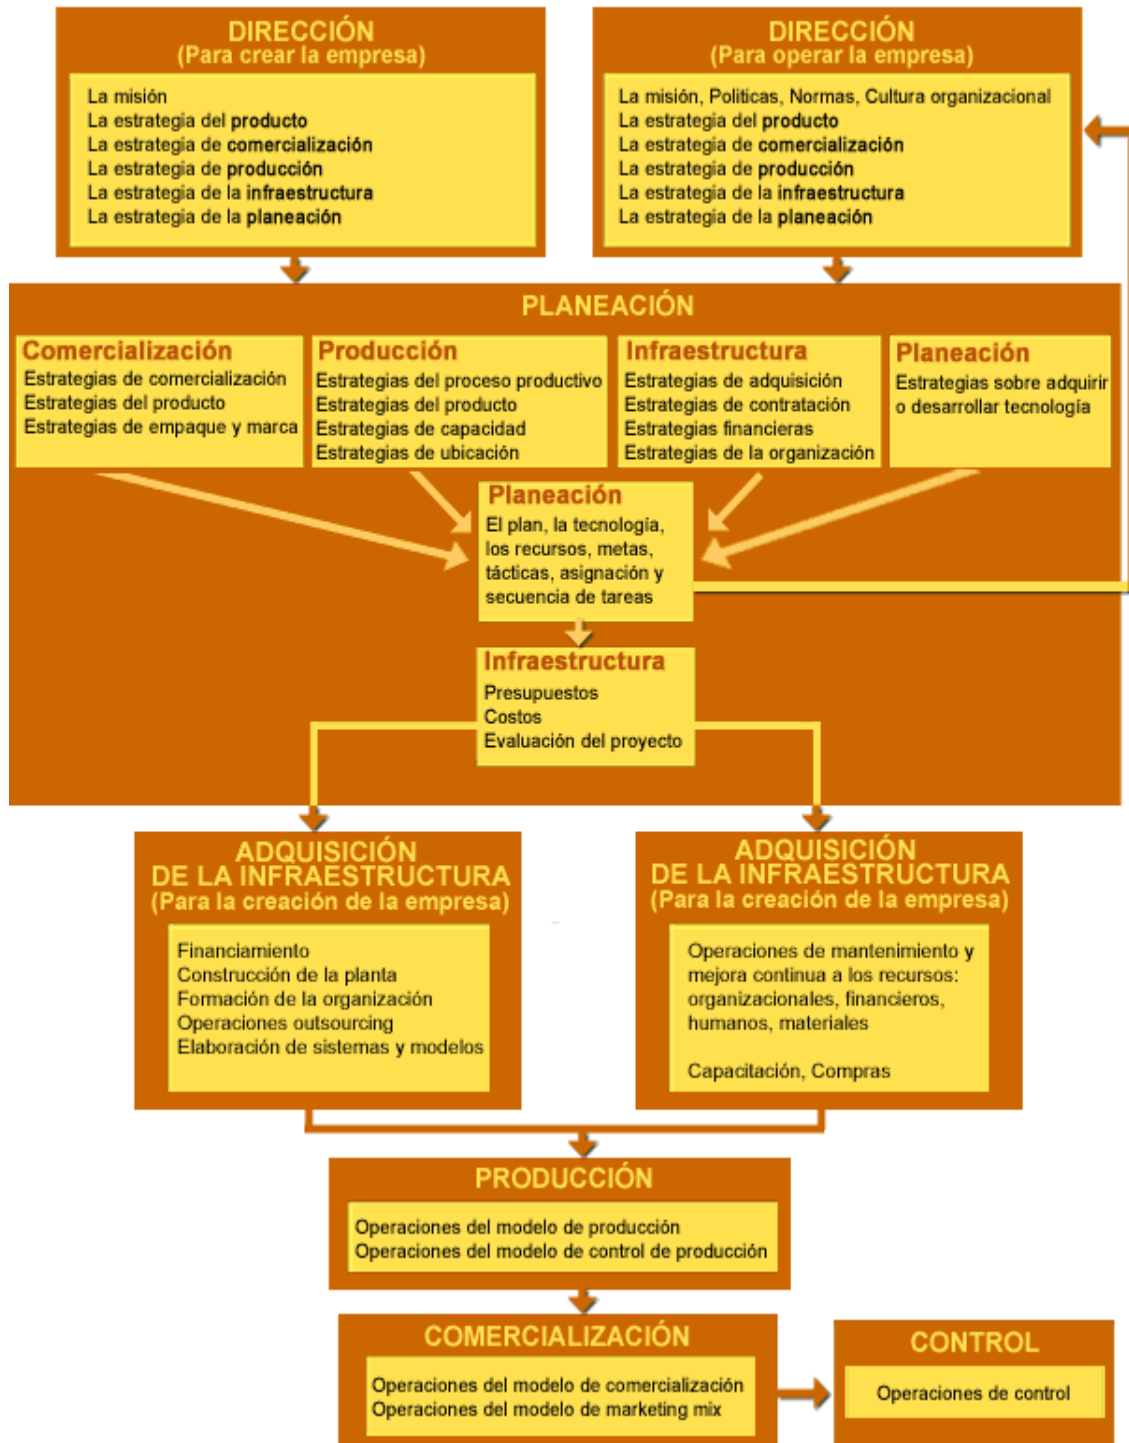 DIRECCIÓN
(Para crear la empresa)
La misión
La estrategia del producto
La estrategia de comercialización
La estrategia de producción
La estrategia de la infraestructura
La estrategia de la planeación
DIRECCIÓN
(Para operar la empresa)
La misión, Politicas, Normas, Cultura organizacional
La estrategia del producto
La estrategia de comercialización
La estrategia de producción
La estrategia de la infraestructura
La estrategia de la planeación
PLANEACIÓN
Comercialización
Estrategias de comercialización
Estrategias del producto
Estrategias de empaque y marca
Producción
Estrategias del proceso productivo
Estrategias del producto
Estrategias de capacidad
Estrategias de ubicación
Infraestructura
Estrategias de adquisición
Estrategias de contratación
Estrategias financieras
Estrategias de la organización
Planeación
Estrategias sobre adquirir
o desarrollar tecnología
Planeación
El plan, la tecnología,
los recursos, metas,
tácticas, asignación y
secuencia de tareas
Infraestructura
Presupuestos
Costos
Evaluación del proyecto
ADQUISICIÓN
DE LA INFRAESTRUCTURA
(Para la creación de la empresa)
Financiamiento
Construcción de la planta
Formación de la organización
Operaciones outsourcing
Elaboración de sistemas y modelos
ADQUISICIÓN
DE LA INFRAESTRUCTURA
(Para la creación de la empresa)
Operaciones de mantenimiento y
mejora continua a los recursos:
organizacionales, financieros,
humanos, materiales
Capacitación, Compras
PRODUCCIÓN
Operaciones del modelo de producción
Operaciones del modelo de control de producción
COMERCIALIZACIÓN
Operaciones del modelo de comercialización
Operaciones del modelo de marketing mix
CONTROL
Operaciones de control